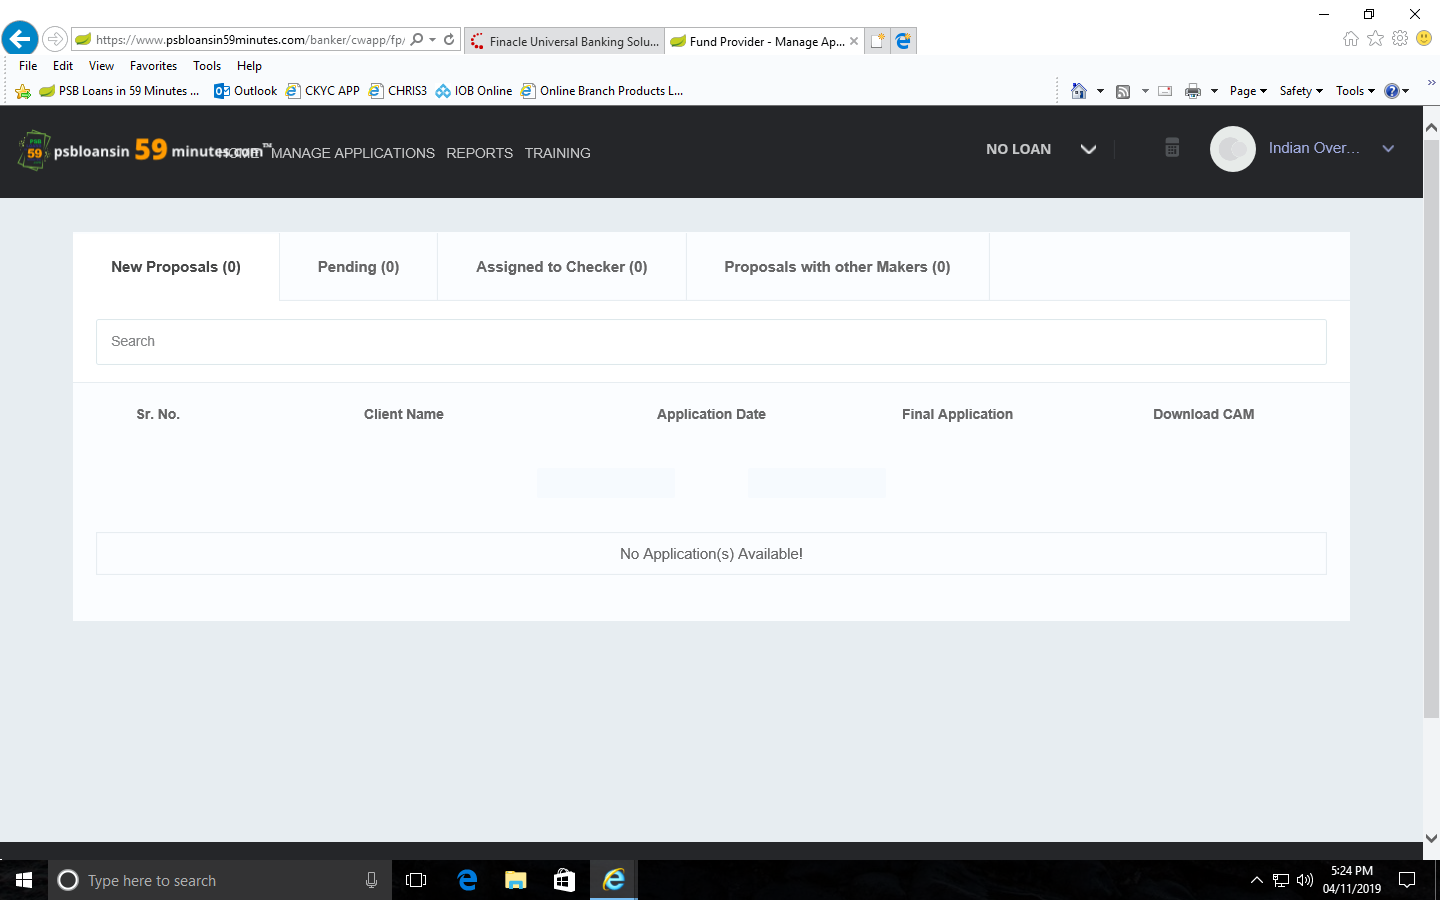 https://www.psbloansin59minutes.com/banker/cwapp/fp/
Finacle Universal Banking Solu...
Fund Provider - Manage Ap...
File Edit View Favorites Tools Help
PSB Loans in 59 Minutes ... Outlook CKYC APP CHRIS3 IOB Online Online Branch Products L... Page Safety Tools
PSB 59 psbloansin 59 minutes.com™ HOME MANAGE APPLICATIONS REPORTS TRAINING NO LOAN Indian Over...
New Proposals (0) Pending (0) Assigned to Checker (0) Proposals with other Makers (0)
Search
Sr. No. Client Name Application Date Final Application Download CAM
No Application(s) Available!
Type here to search
5:24 PM
04/11/2019